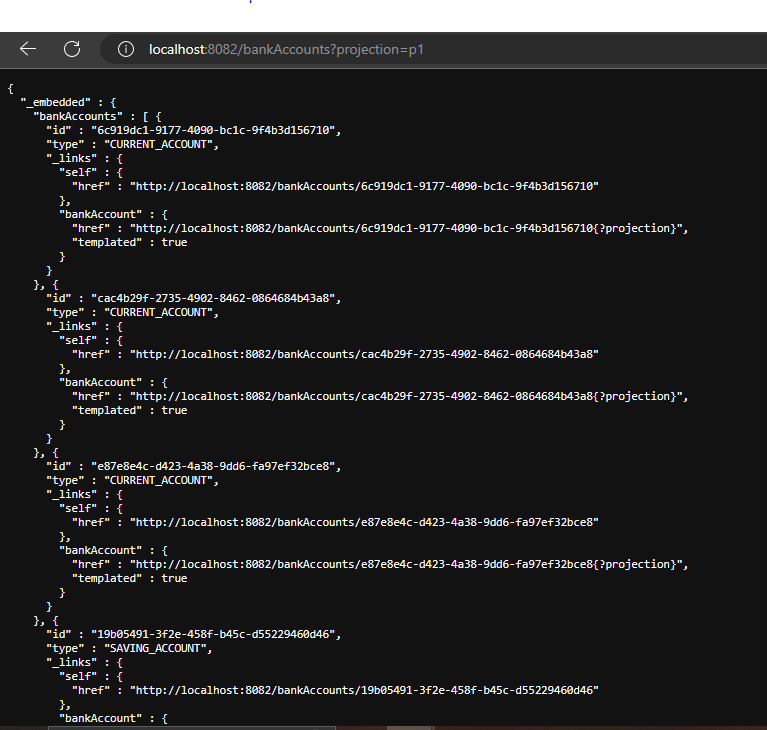 localhost:8082/bankAccounts?projection=p1
{
  "_embedded" : {
    "bankAccounts" : [ {
      "id" : "6c919dc1-9177-4090-bc1c-9f4b3d156710",
      "type" : "CURRENT_ACCOUNT",
      "_links" : {
        "self" : {
          "href" : "http://localhost:8082/bankAccounts/6c919dc1-9177-4090-bc1c-9f4b3d156710"
        },
        "bankAccount" : {
          "href" : "http://localhost:8082/bankAccounts/6c919dc1-9177-4090-bc1c-9f4b3d156710{?projection}",
          "templated" : true
        }
      }
    }, {
      "id" : "cac4b29f-2735-4902-8462-0864684b43a8",
      "type" : "CURRENT_ACCOUNT",
      "_links" : {
        "self" : {
          "href" : "http://localhost:8082/bankAccounts/cac4b29f-2735-4902-8462-0864684b43a8"
        },
        "bankAccount" : {
          "href" : "http://localhost:8082/bankAccounts/cac4b29f-2735-4902-8462-0864684b43a8{?projection}",
          "templated" : true
        }
      }
    }, {
      "id" : "e87e8e4c-d423-4a38-9dd6-fa97ef32bce8",
      "type" : "CURRENT_ACCOUNT",
      "_links" : {
        "self" : {
          "href" : "http://localhost:8082/bankAccounts/e87e8e4c-d423-4a38-9dd6-fa97ef32bce8"
        },
        "bankAccount" : {
          "href" : "http://localhost:8082/bankAccounts/e87e8e4c-d423-4a38-9dd6-fa97ef32bce8{?projection}",
          "templated" : true
        }
      }
    }, {
      "id" : "19b05491-3f2e-458f-b45c-d55229460d46",
      "type" : "SAVING_ACCOUNT",
      "_links" : {
        "self" : {
          "href" : "http://localhost:8082/bankAccounts/19b05491-3f2e-458f-b45c-d55229460d46"
        },
        "bankAccount" : {